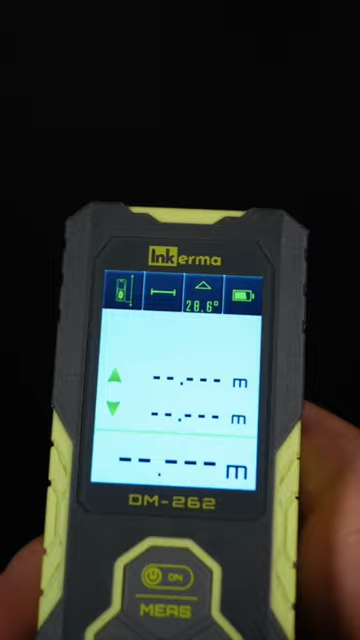 Inkerma
28.6°
--.--- m
--.--- m
--.---- m
DM-262
ON
MEAS